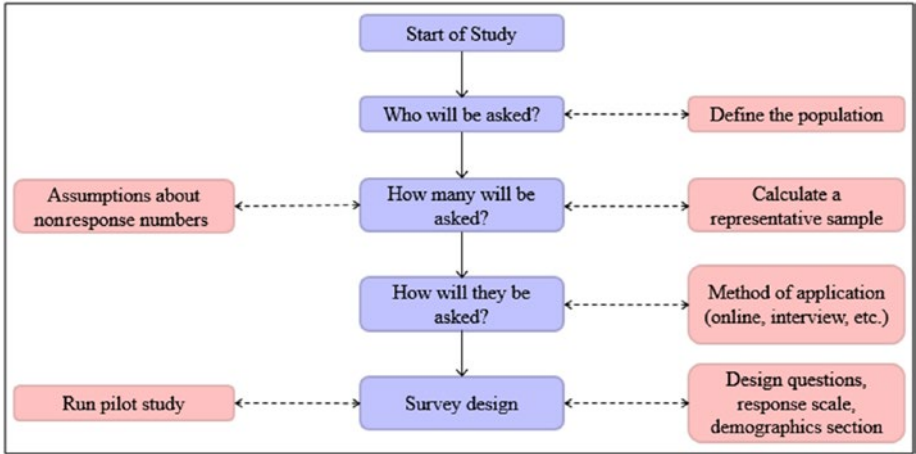 Start of Study
Who will be asked?
Define the population
Assumptions about
nonresponse numbers
How many will be
asked?
Calculate a
representative sample
How will they be
asked?
Method of application
(online, interview, etc.)
Run pilot study
Survey design
Design questions,
response scale,
demographics section